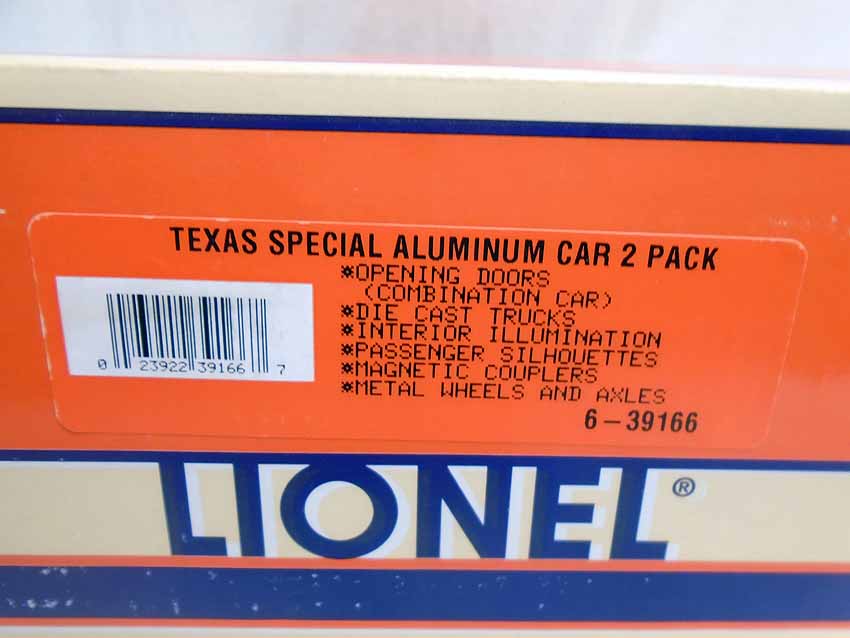 TEXAS SPECIAL ALUMINUM CAR 2 PACK
※OPENING DOORS
(COMBINATION CAR)
※DIE CAST TRUCKS
※INTERIOR ILLUMINATION
※PASSENGER SILHOUETTES
※MAGNETIC COUPLERS
※METAL WHEELS AND AXLES
6-39166
0 23922 39166 7
LIONEL®